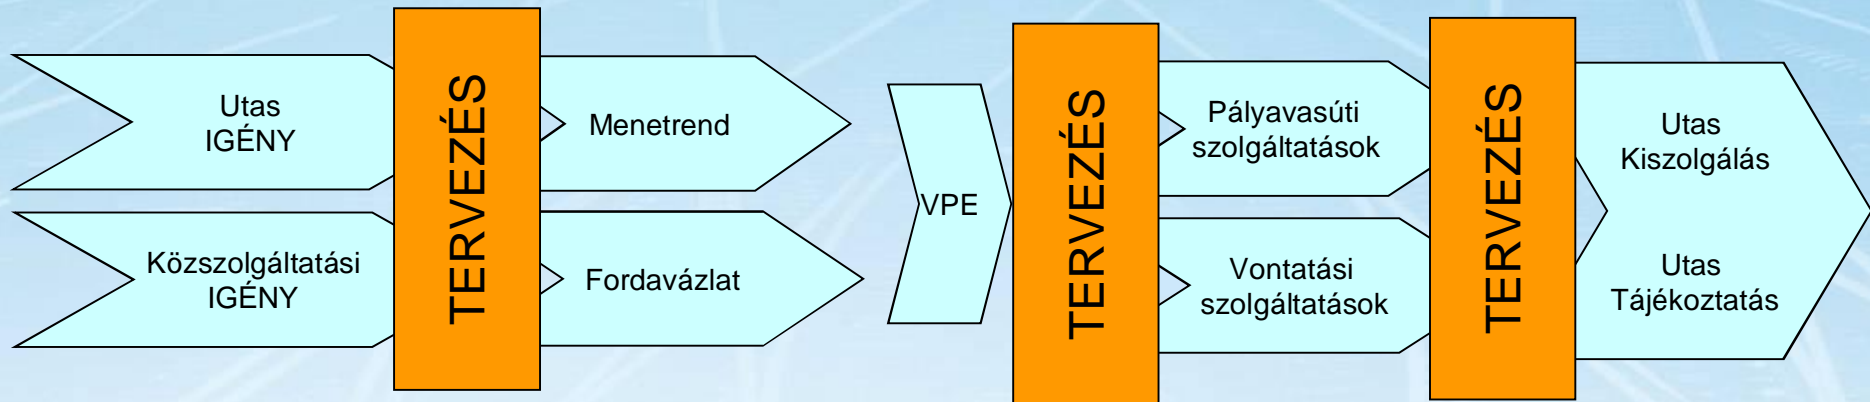 Utas
IGÉNY
Közszolgáltatási
IGÉNY
TERVEZÉS
Menetrend
Fordavázlat
VPE
TERVEZÉS
Pályavasúti
szolgáltatások
Vontatási
szolgáltatások
TERVEZÉS
Utas
Kiszolgálás
Utas
Tájékoztatás